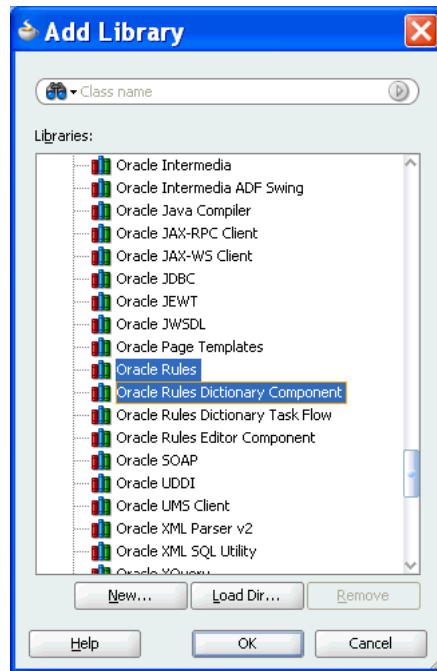 Add Library
Class name
Libraries:
Oracle Intermedia
Oracle Intermedia ADF Swing
Oracle Java Compiler
Oracle JAX-RPC Client
Oracle JAX-WS Client
Oracle JDBC
Oracle JEWT
Oracle JWSDL
Oracle Page Templates
Oracle Rules
Oracle Rules Dictionary Component
Oracle Rules Dictionary Task Flow
Oracle Rules Editor Component
Oracle SOAP
Oracle UDDI
Oracle UMS Client
Oracle XML Parser v2
Oracle XML SQL Utility
Oracle XQuery
New... Load Dir... Remove
Help OK Cancel